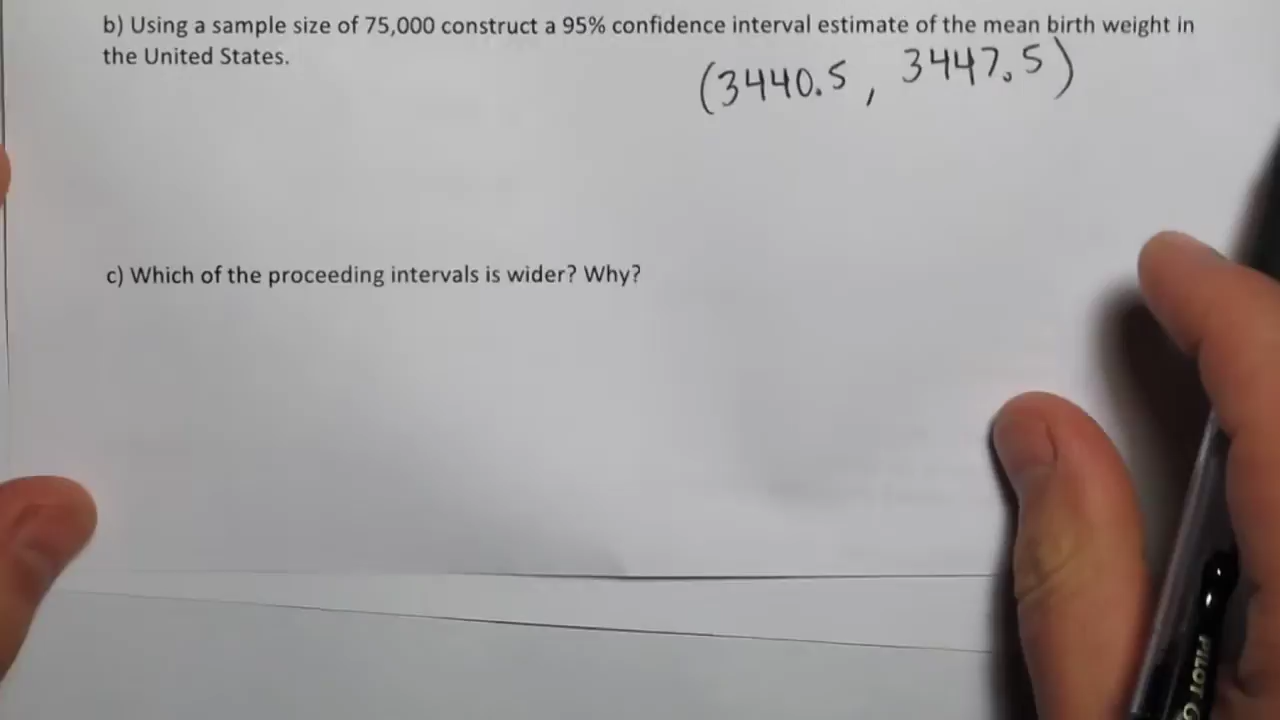 b) Using a sample size of 75,000 construct a 95% confidence interval estimate of the mean birth weight in
the United States.
(3440.5, 3447.5)
c) Which of the proceeding intervals is wider? Why?
PILOT G